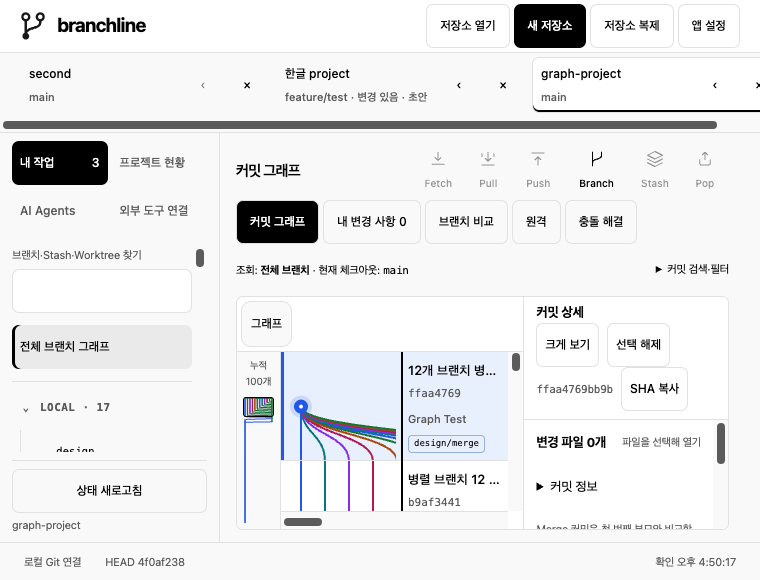 branchline
저장소 열기
새 저장소
저장소 복제
앱 설정
second
main
‹
×
한글 project
feature/test · 변경 있음 · 초안
‹
×
graph-project
main
‹
×
내 작업 3
프로젝트 현황
AI Agents
외부 도구 연결
브랜치·Stash·Worktree 찾기
전체 브랜치 그래프
⌄ LOCAL · 17
상태 새로고침
graph-project
커밋 그래프
Fetch
Pull
Push
Branch
Stash
Pop
커밋 그래프
내 변경 사항 0
브랜치 비교
원격
충돌 해결
조회: 전체 브랜치 · 현재 체크아웃: main
▶ 커밋 검색·필터
그래프
누적
100개
12개 브랜치 병...
ffaa4769
Graph Test
design/merge
병렬 브랜치 12 ...
b9af3441
커밋 상세
크게 보기
선택 해제
ffaa4769bb9b
SHA 복사
변경 파일 0개
파일을 선택해 열기
▶ 커밋 정보
로컬 Git 연결
HEAD 4f0af238
확인 오후 4:50:17